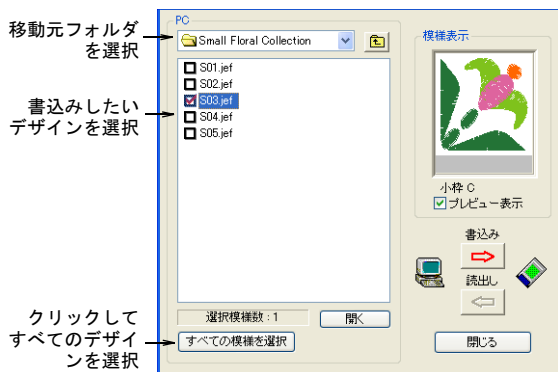 移動元フォルダ
を選択
書込みしたい
デザインを選択
クリックして
すべてのデザイ
ンを選択
PC
Small Floral Collection
S01.jef
S02.jef
S03.jef
S04.jef
S05.jef
選択模様数:1
開く
すべての模様を選択
模様表示
小枠 C
プレビュー表示
書込み
読出し
閉じる